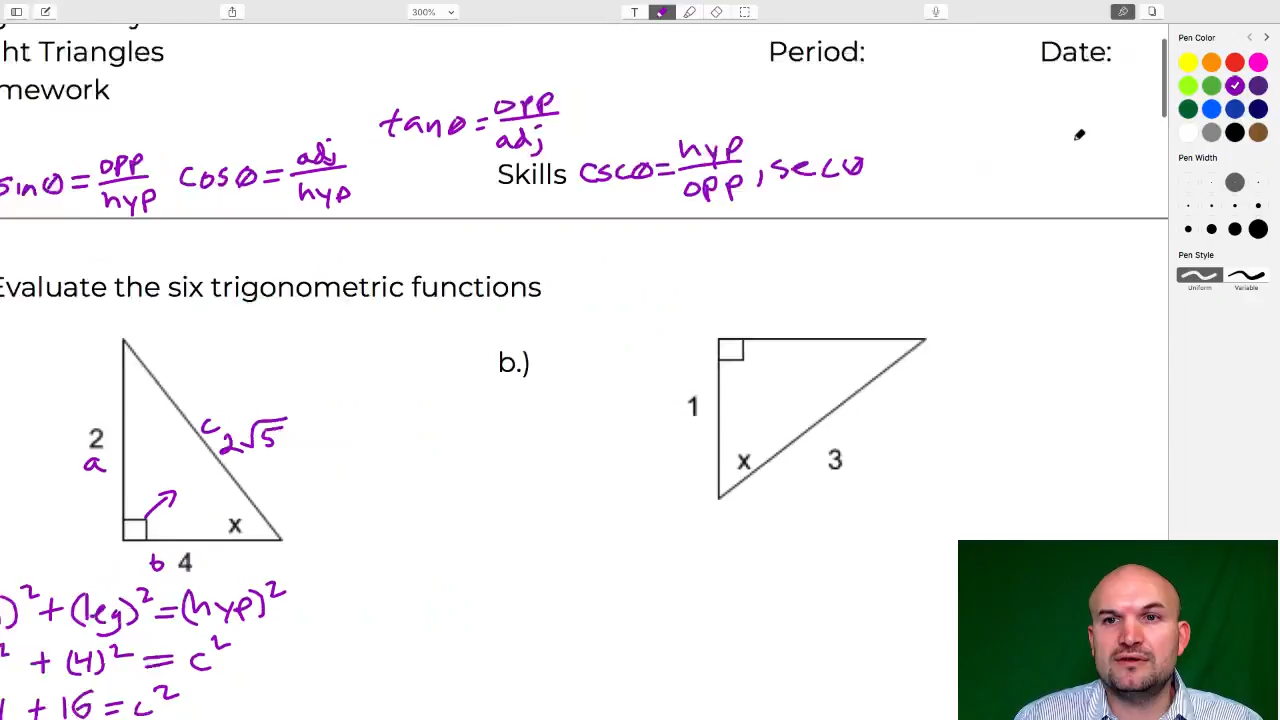 300%
T
Pen Color
ht Triangles
Period:
Date:
mework
tanθ = opp/adj
sinθ = opp/hyp cosθ = adj/hyp
Skills cscθ = hyp/opp, secθ
Pen Width
Pen Style
Uniform Variable
Evaluate the six trigonometric functions
b.)
2
a
c
2√5
x
b 4
1
x
3
)² + (leg)² = (hyp)²
² + (4)² = c²
+ 16 = c²